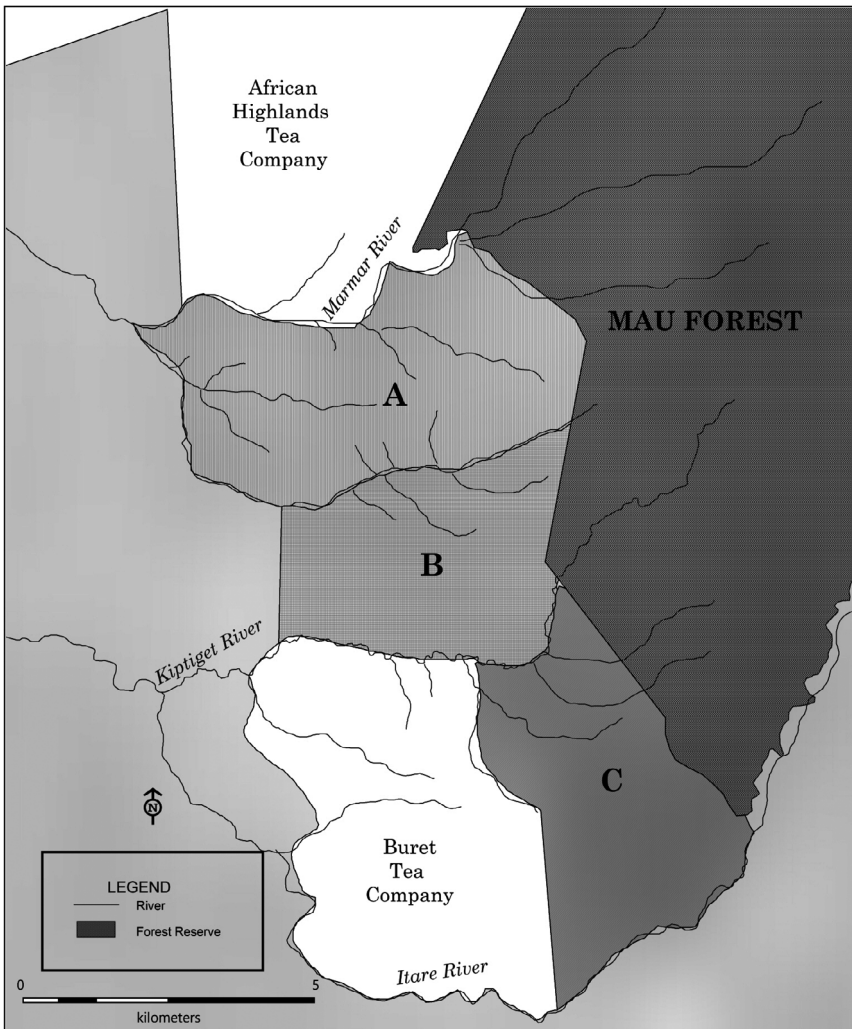 African
Highlands
Tea
Company
Marmar River
MAU FOREST
A
B
Kiptiget River
C
N
Buret
Tea
Company
LEGEND
River
Forest Reserve
Itare River
0 5
kilometers